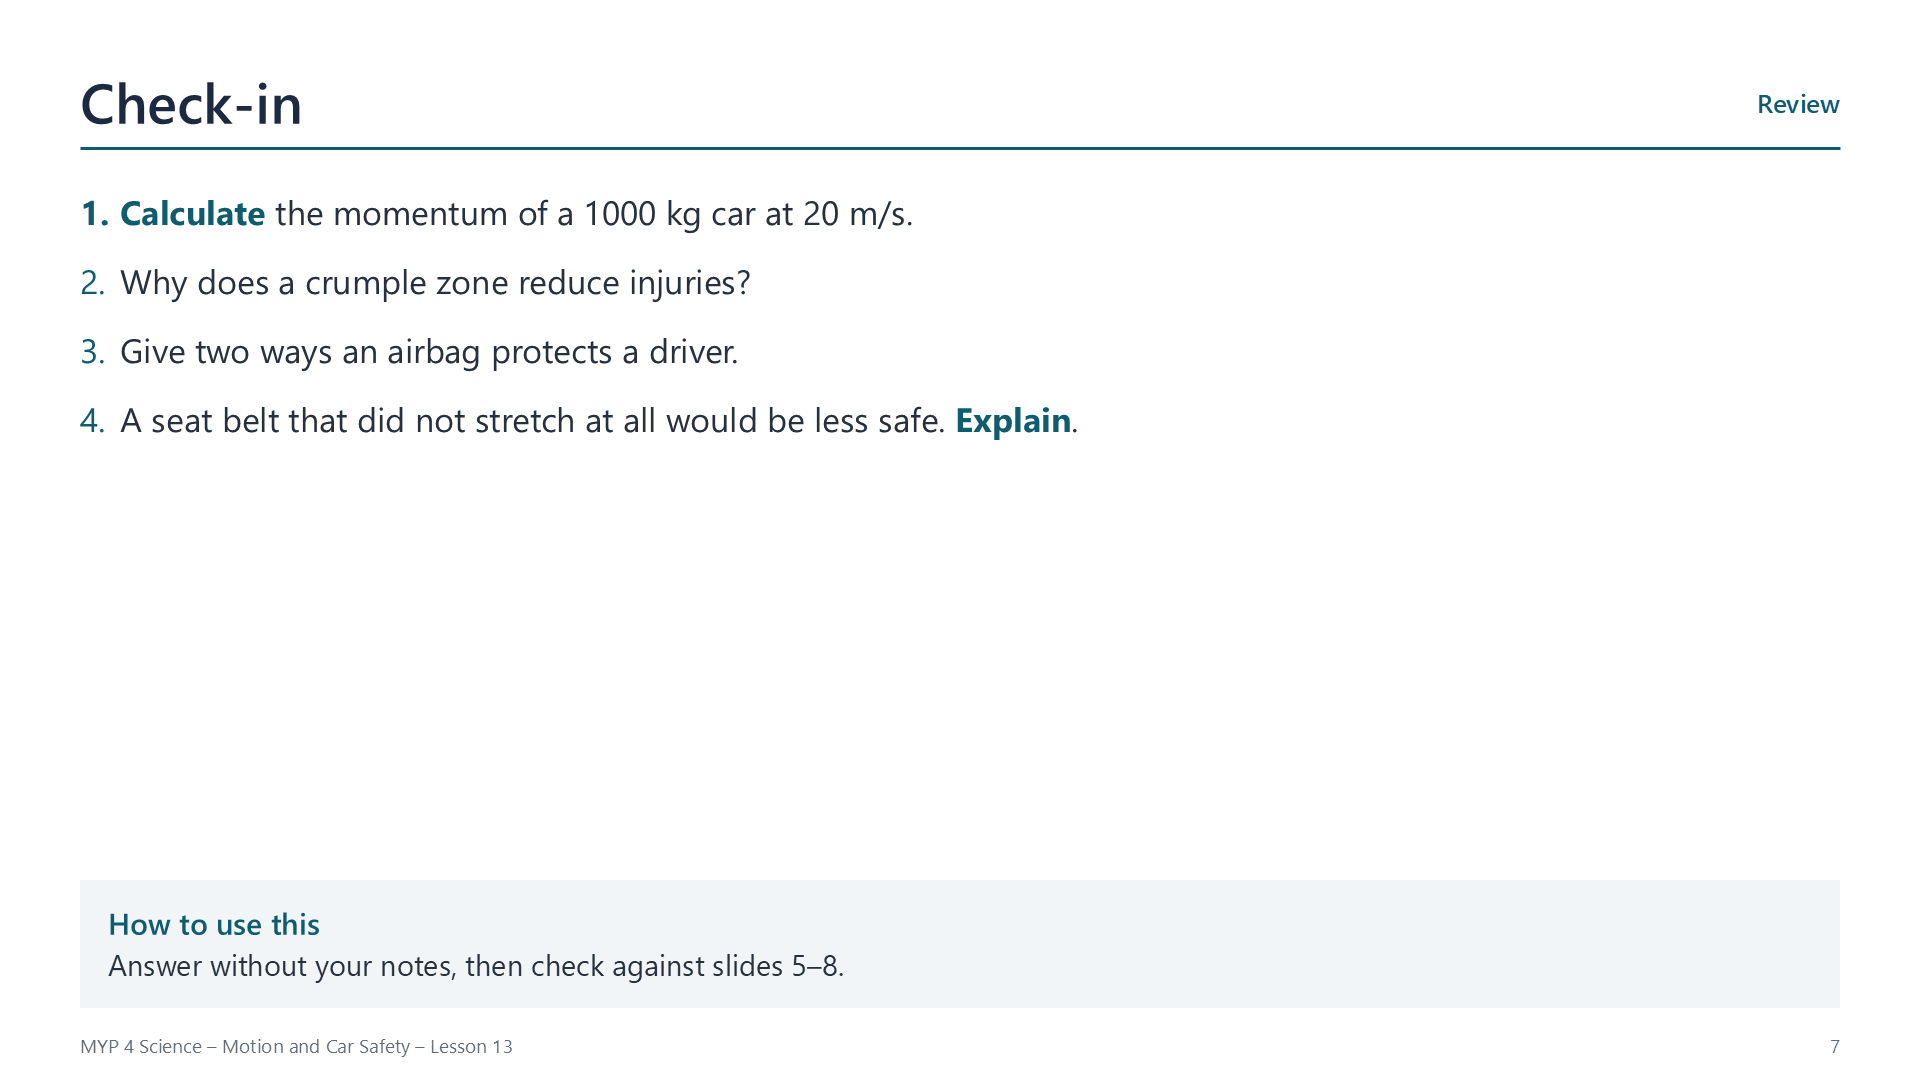 Check-in
Review
1. Calculate the momentum of a 1000 kg car at 20 m/s.
2. Why does a crumple zone reduce injuries?
3. Give two ways an airbag protects a driver.
4. A seat belt that did not stretch at all would be less safe. Explain.
How to use this
Answer without your notes, then check against slides 5–8.
MYP 4 Science – Motion and Car Safety – Lesson 13
7